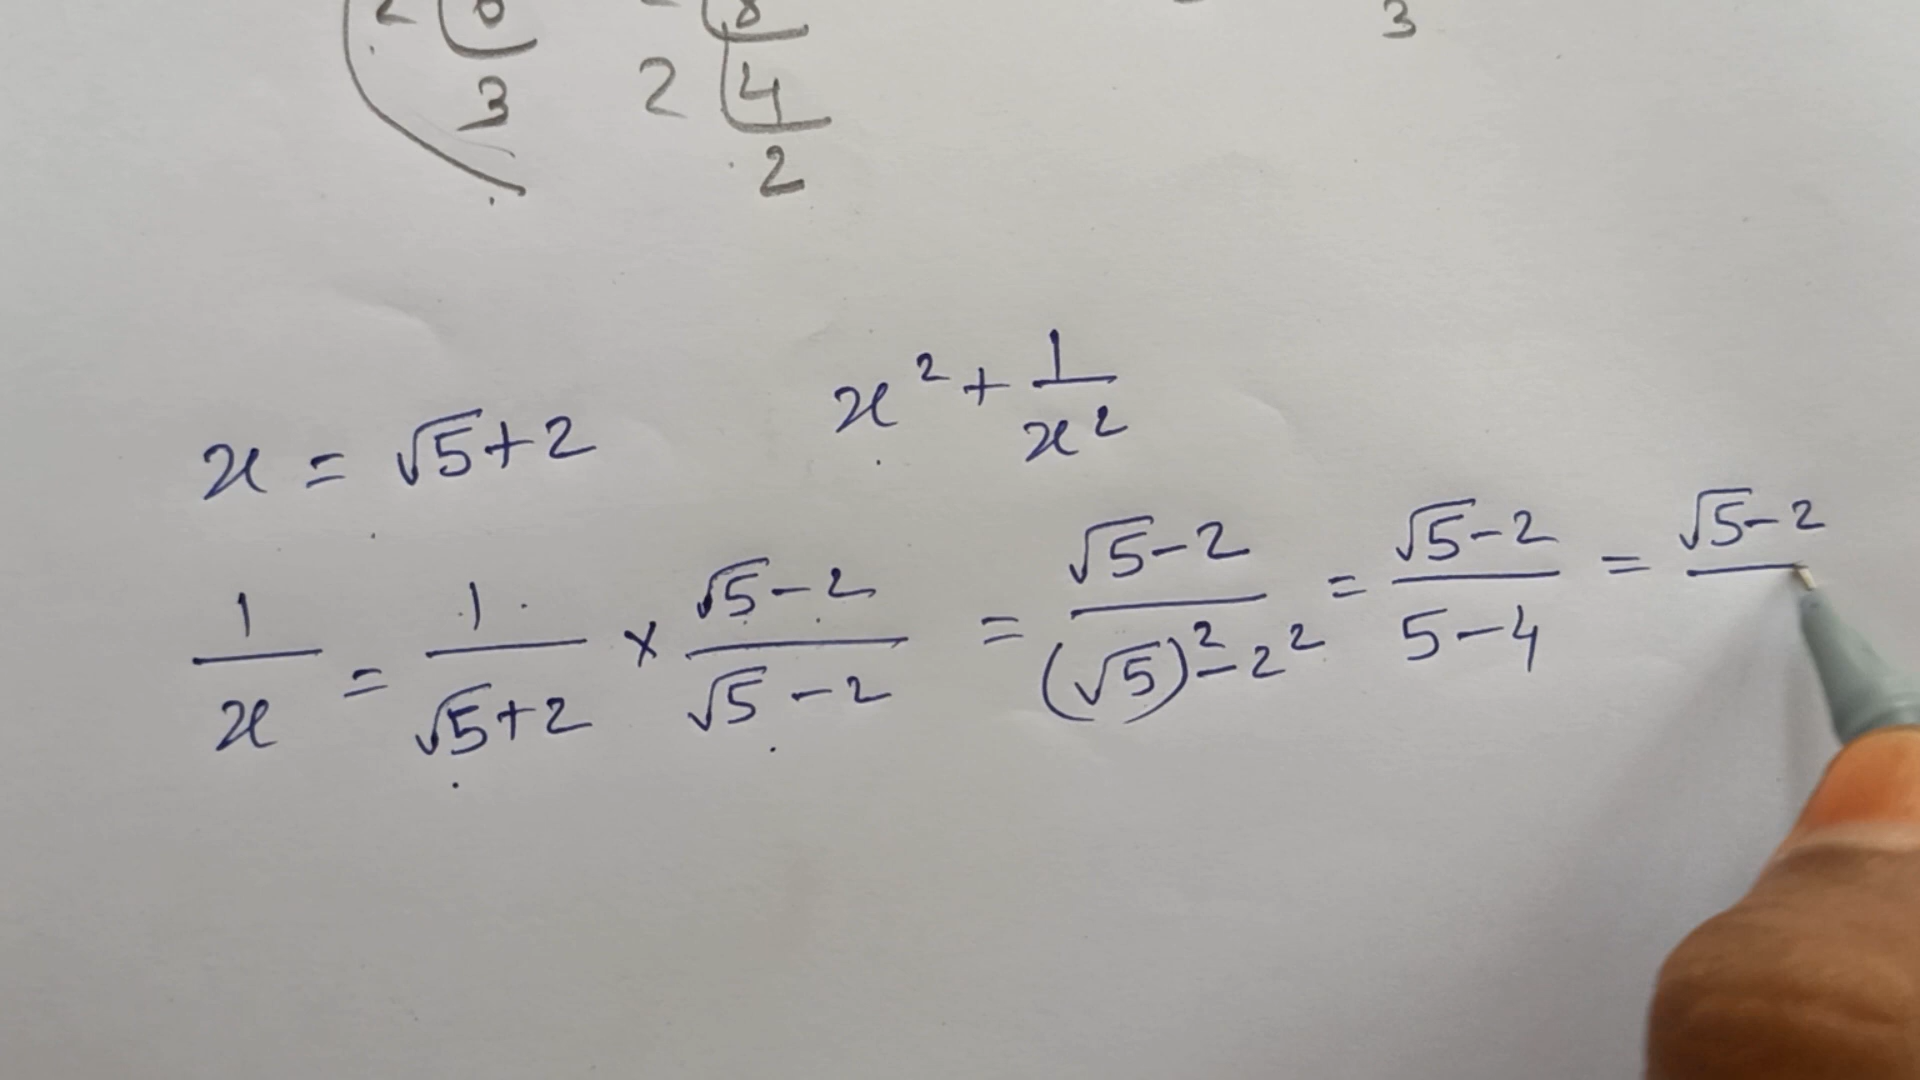 3
3 2 4
2
x = √5+2 x² + 1/x²
1/x = 1/(√5+2) × (√5-2)/(√5-2) = (√5-2)/((√5)²-2²) = (√5-2)/(5-4) = √5-2